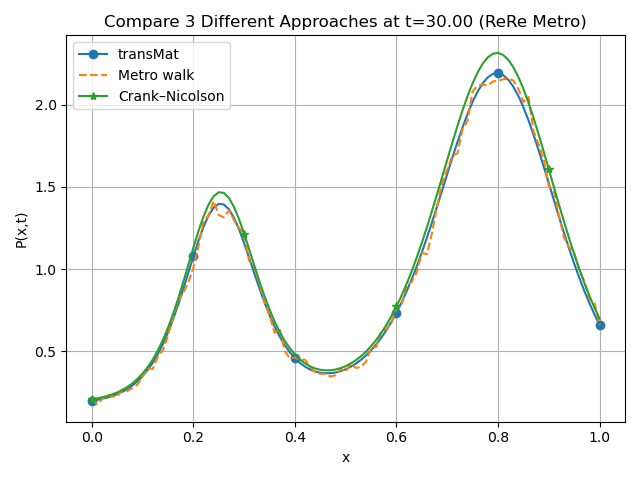 Compare 3 Different Approaches at t=30.00 (ReRe Metro)
transMat
Metro walk
Crank–Nicolson
P(x,t)
2.0
1.5
1.0
0.5
0.0 0.2 0.4 0.6 0.8 1.0
x